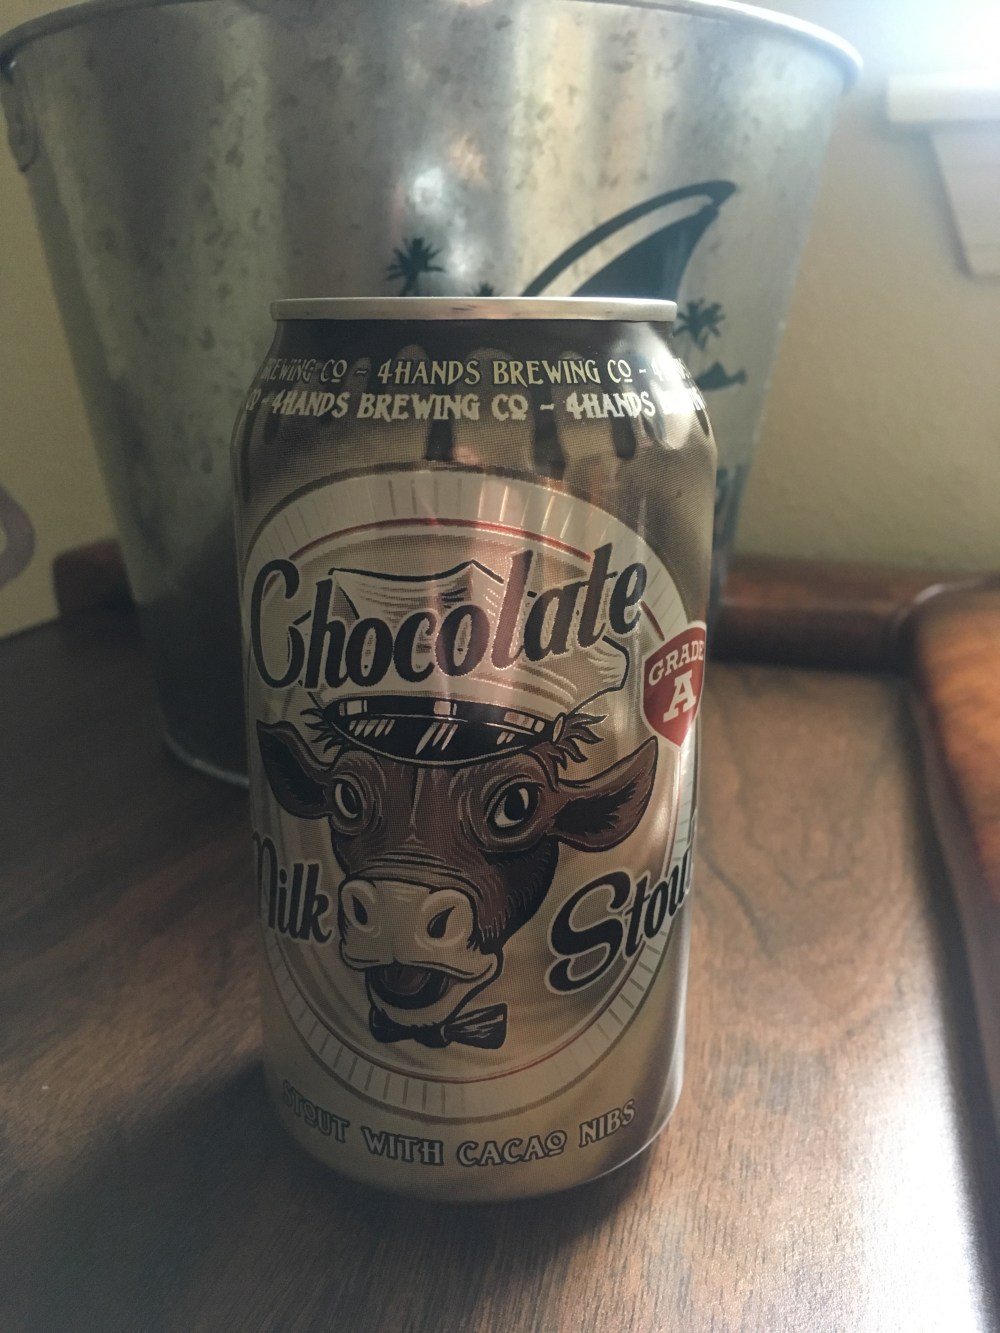 BREWING CO - 4HANDS BREWING CO -
- 4HANDS BREWING CO - 4HANDS
Chocolate
GRADE
A
Milk
Stout
STOUT WITH CACAO NIBS